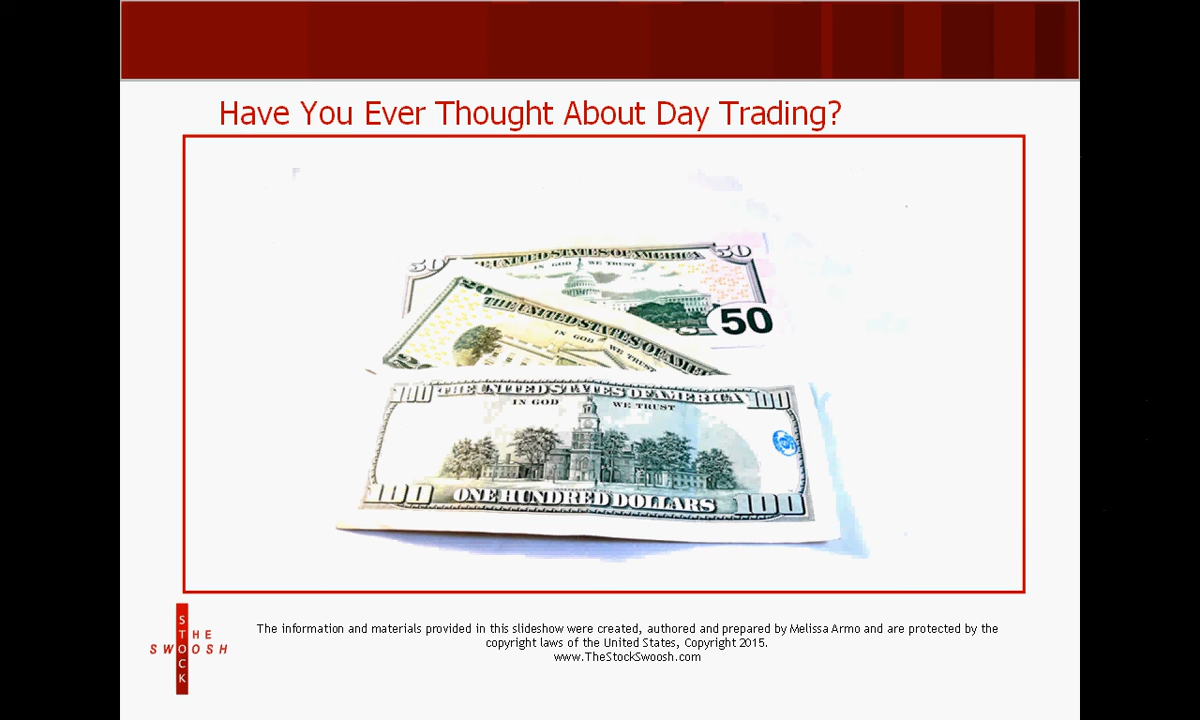 Have You Ever Thought About Day Trading?
50 THE UNITED STATES OF AMERICA 50
IN GOD WE TRUST
50
20 THE UNITED STATES OF AMERI
IN GOD WE TRUST
20
100 THE UNITED STATES OF AMERICA 100
IN GOD WE TRUST
100 ONE HUNDRED DOLLARS 100
THE
STOCK
SWOOSH
The information and materials provided in this slideshow were created, authored and prepared by Melissa Armo and are protected by the
copyright laws of the United States, Copyright 2015.
www.TheStockSwoosh.com